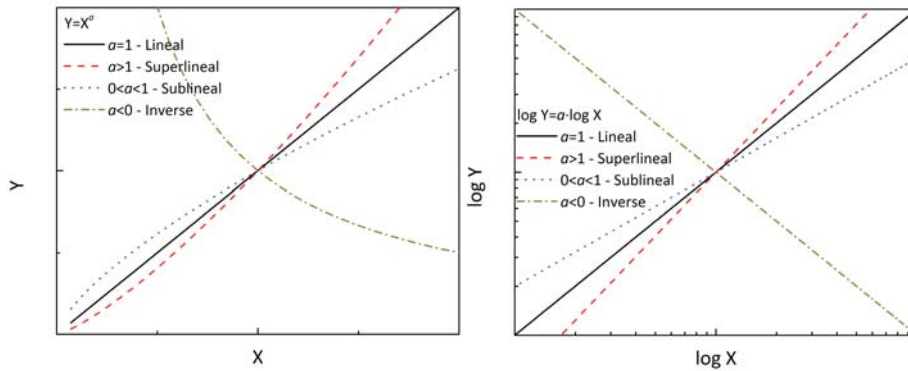 Y=Xᵃ
a=1 - Lineal
a>1 - Superlineal
0<a<1 - Sublineal
a<0 - Inverse
Y
X
log Y=a·log X
a=1 - Lineal
a>1 - Superlineal
0<a<1 - Sublineal
a<0 - Inverse
log Y
log X